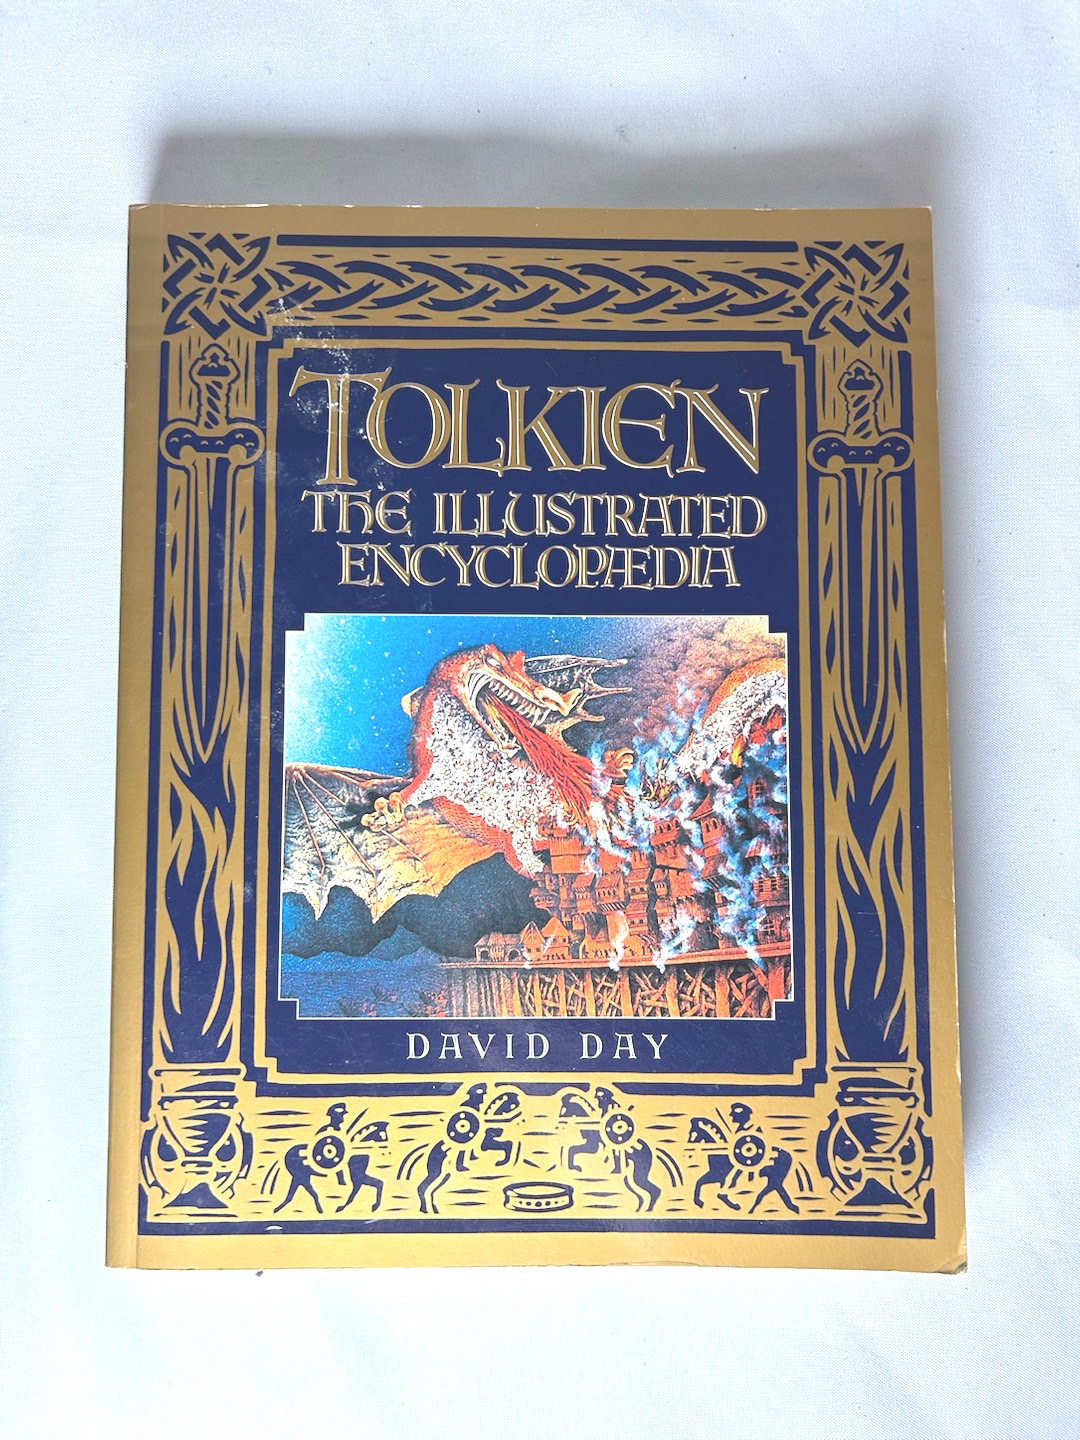 TOLKIEN
THE ILLUSTRATED
ENCYCLOPÆDIA
DAVID DAY